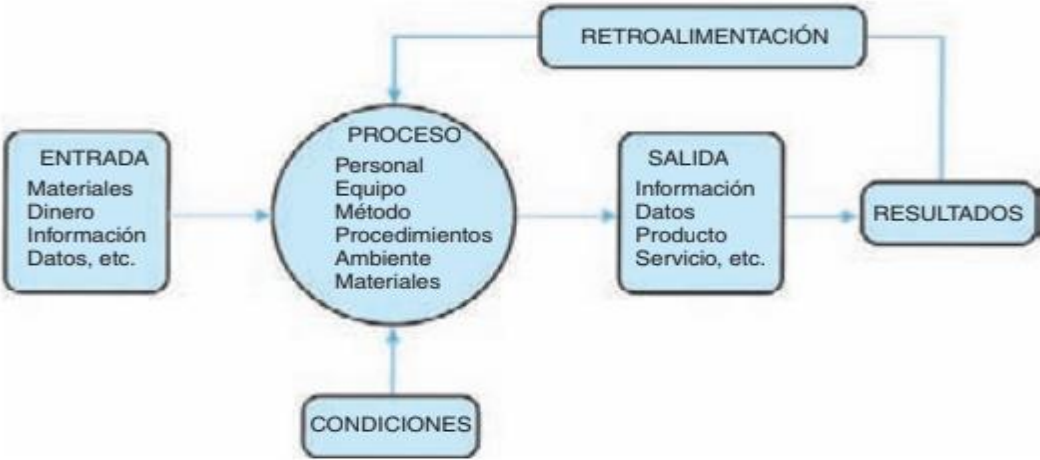 RETROALIMENTACIÓN
ENTRADA
Materiales
Dinero
Información
Datos, etc.
PROCESO
Personal
Equipo
Método
Procedimientos
Ambiente
Materiales
SALIDA
Información
Datos
Producto
Servicio, etc.
RESULTADOS
CONDICIONES